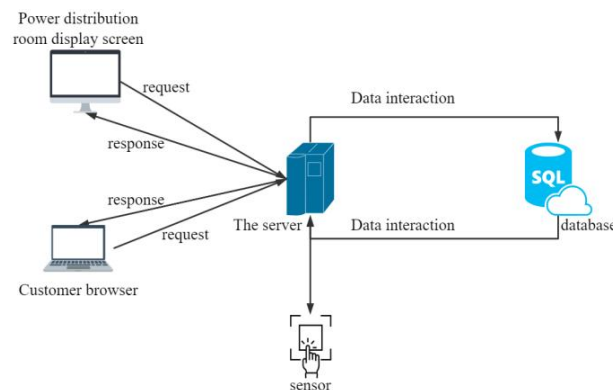 Power distribution
room display screen
request
Data interaction
response
SQL
response
The server
Data interaction
database
request
Customer browser
sensor